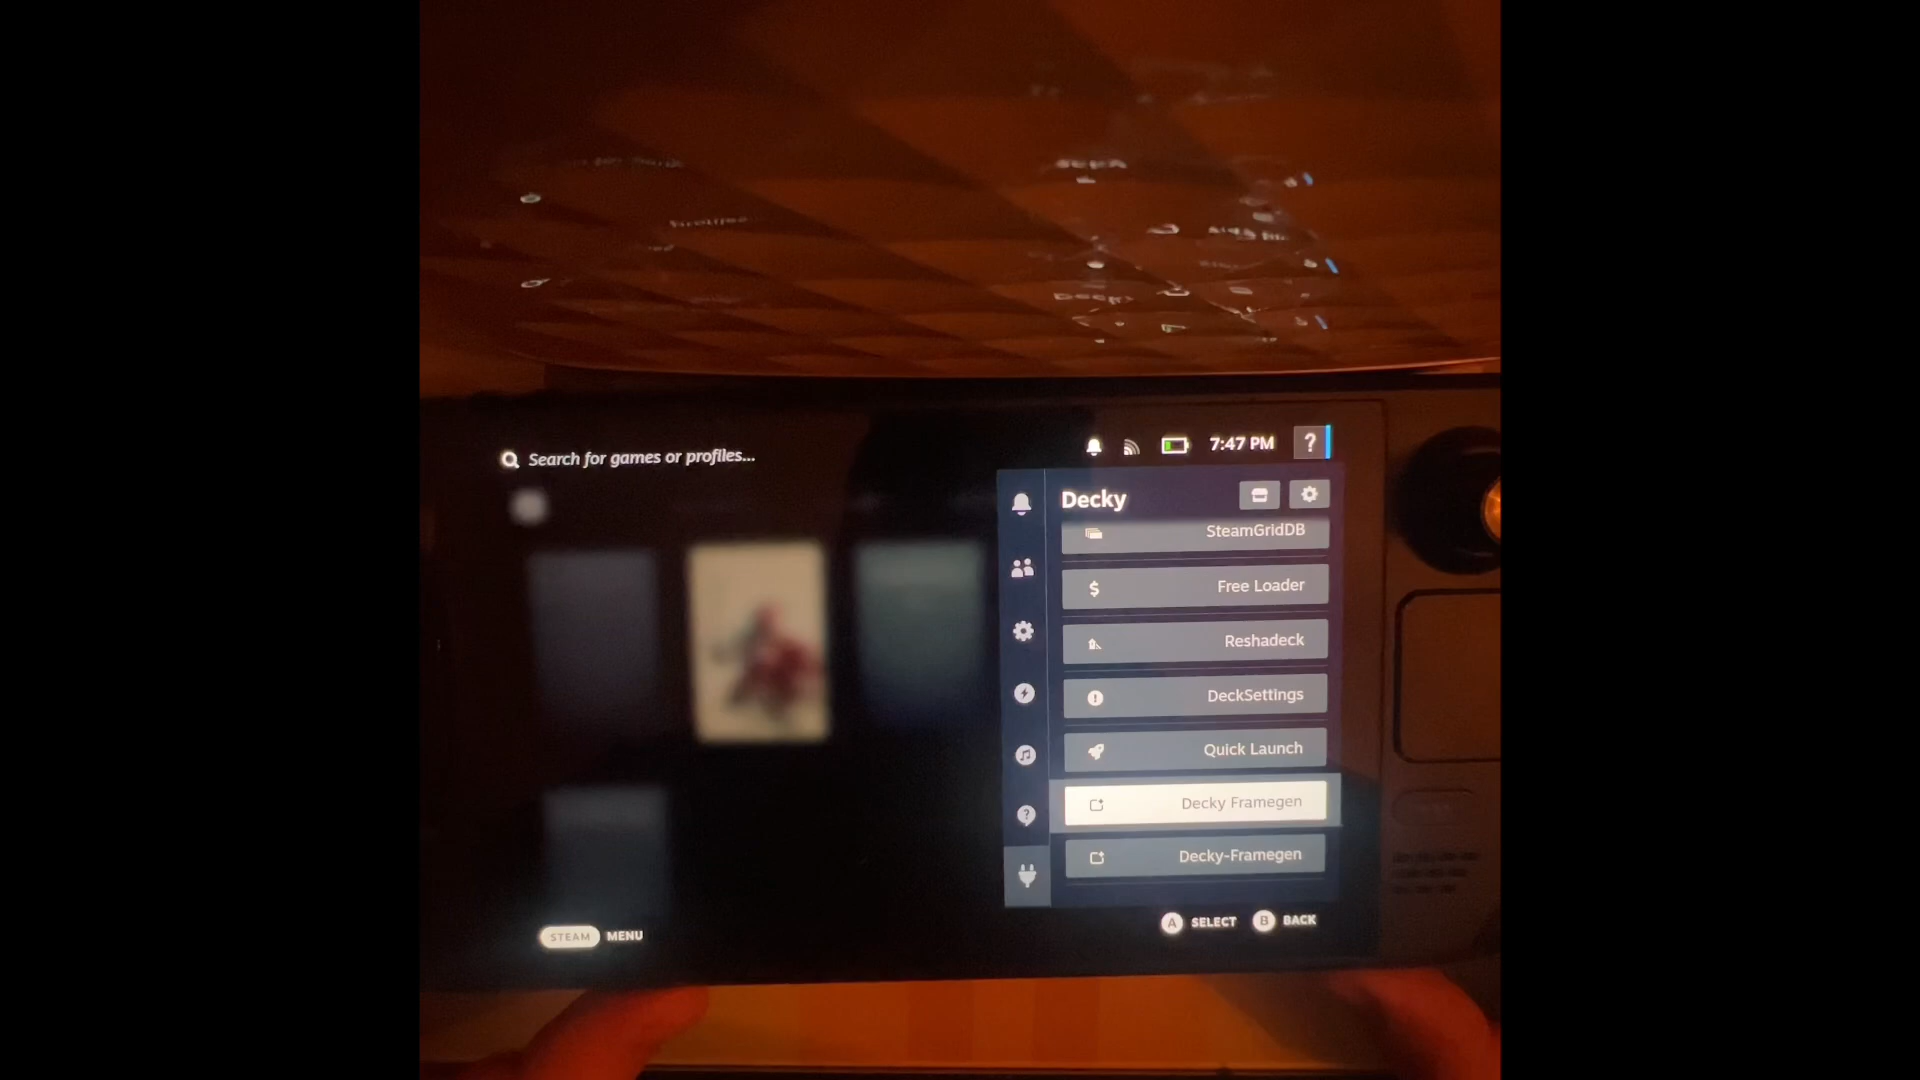 Search for games or profiles...
7:47 PM
?
Decky
SteamGridDB
$ Free Loader
Reshadeck
DeckSettings
Quick Launch
Decky Framegen
Decky-Framegen
A SELECT B BACK
STEAM MENU